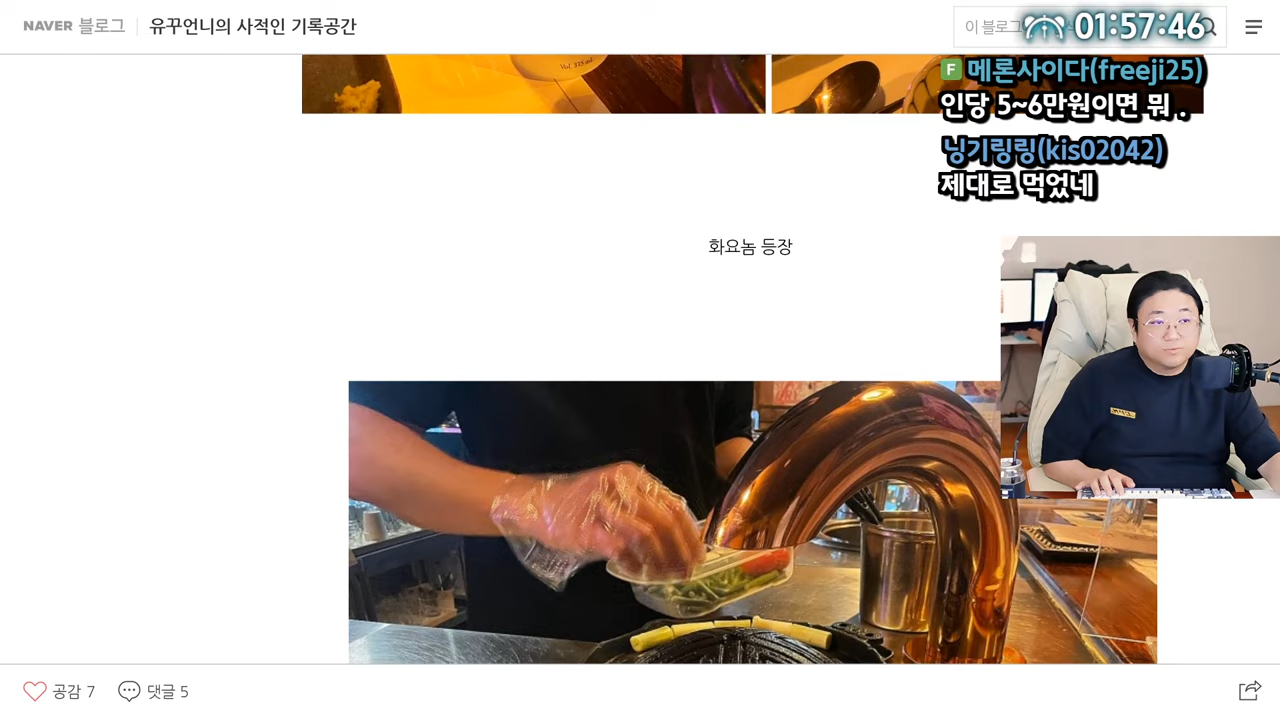 NAVER 블로그
유꾸언니의 사적인 기록공간
이 블로그
01:57:46
F 메론사이다(freeji25)
인당 5~6만원이면 뭐 .
닝기링링(kis02042)
제대로 먹었네
Vol. 375 ml
화요놈 등장
공감 7
댓글 5